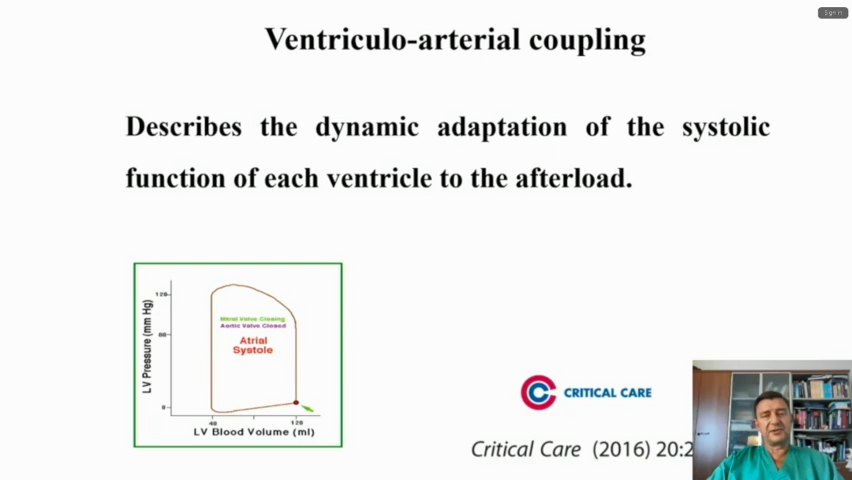 Sign in
Ventriculo-arterial coupling
Describes the dynamic adaptation of the systolic
function of each ventricle to the afterload.
LV Pressure (mm Hg)
120
80
0
Mitral Valve Closing
Aortic Valve Closed
Atrial
Systole
40
120
LV Blood Volume (ml)
CRITICAL CARE
Critical Care (2016) 20:2